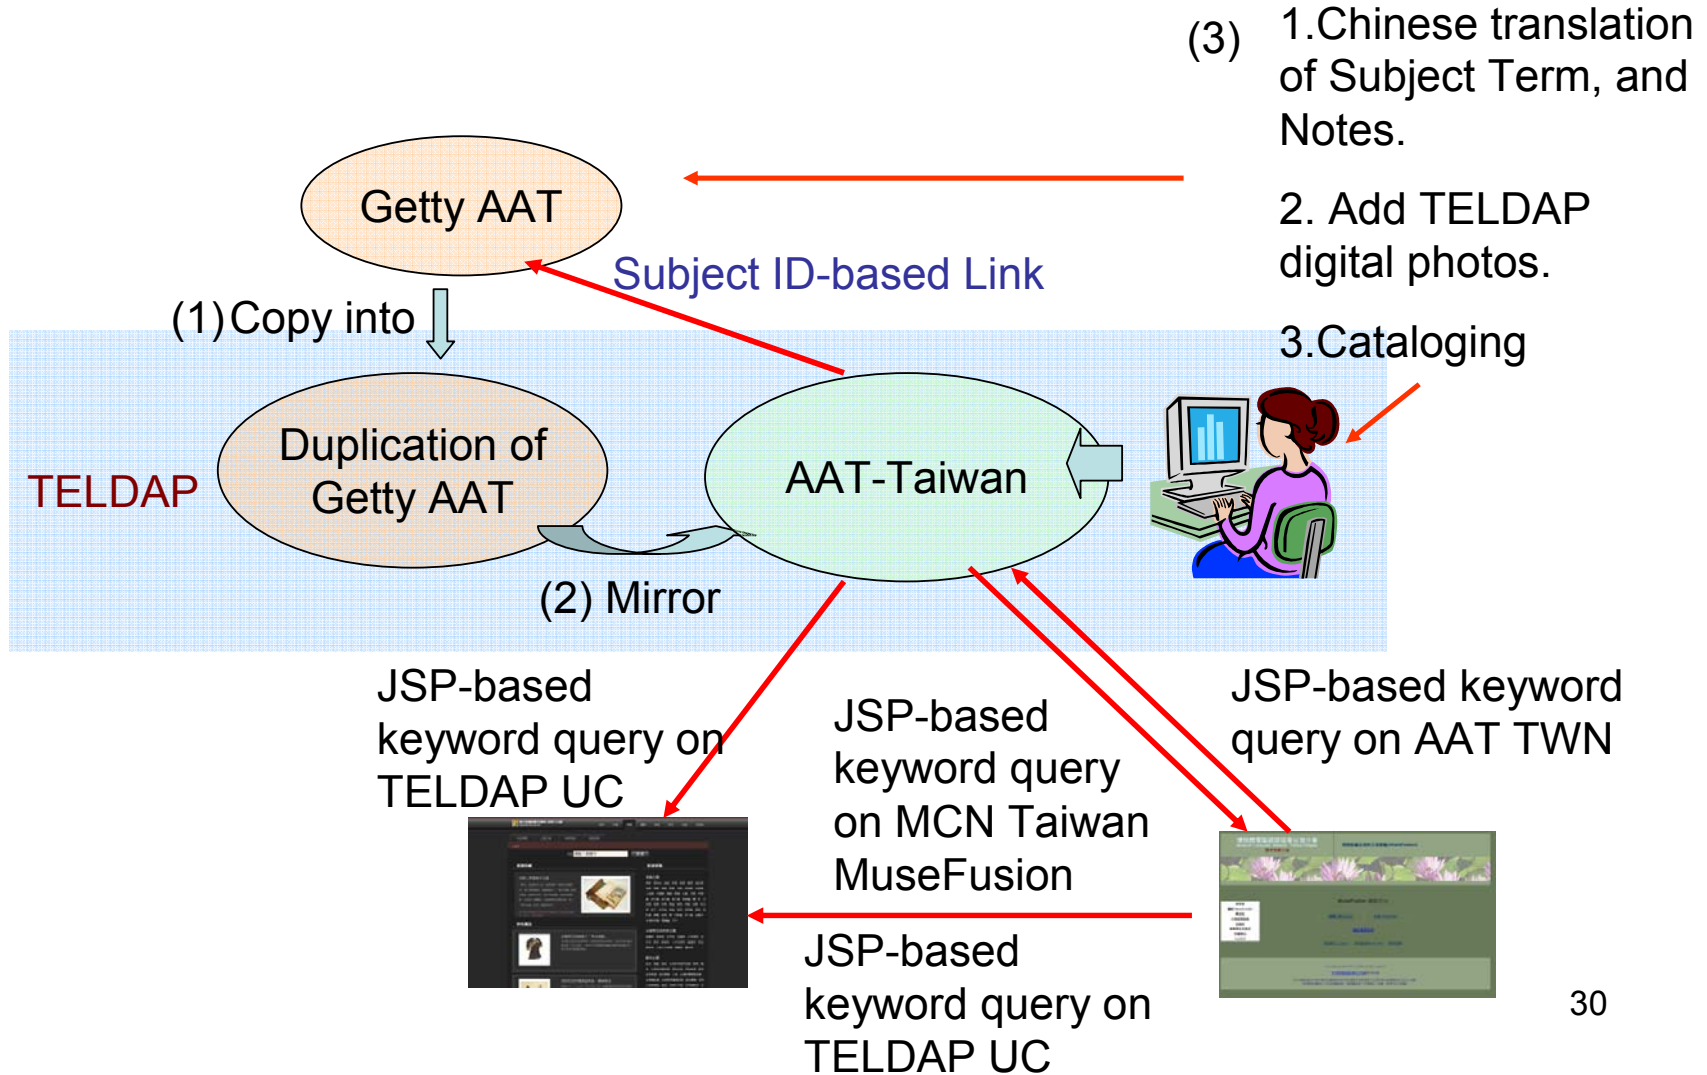 (3)
1.Chinese translation
of Subject Term, and
Notes.
2. Add TELDAP
digital photos.
3.Cataloging
Getty AAT
Subject ID-based Link
(1) Copy into
TELDAP
Duplication of
Getty AAT
AAT-Taiwan
(2) Mirror
JSP-based
keyword query on
TELDAP UC
JSP-based
keyword query
on MCN Taiwan
MuseFusion
JSP-based keyword
query on AAT TWN
JSP-based
keyword query on
TELDAP UC
30